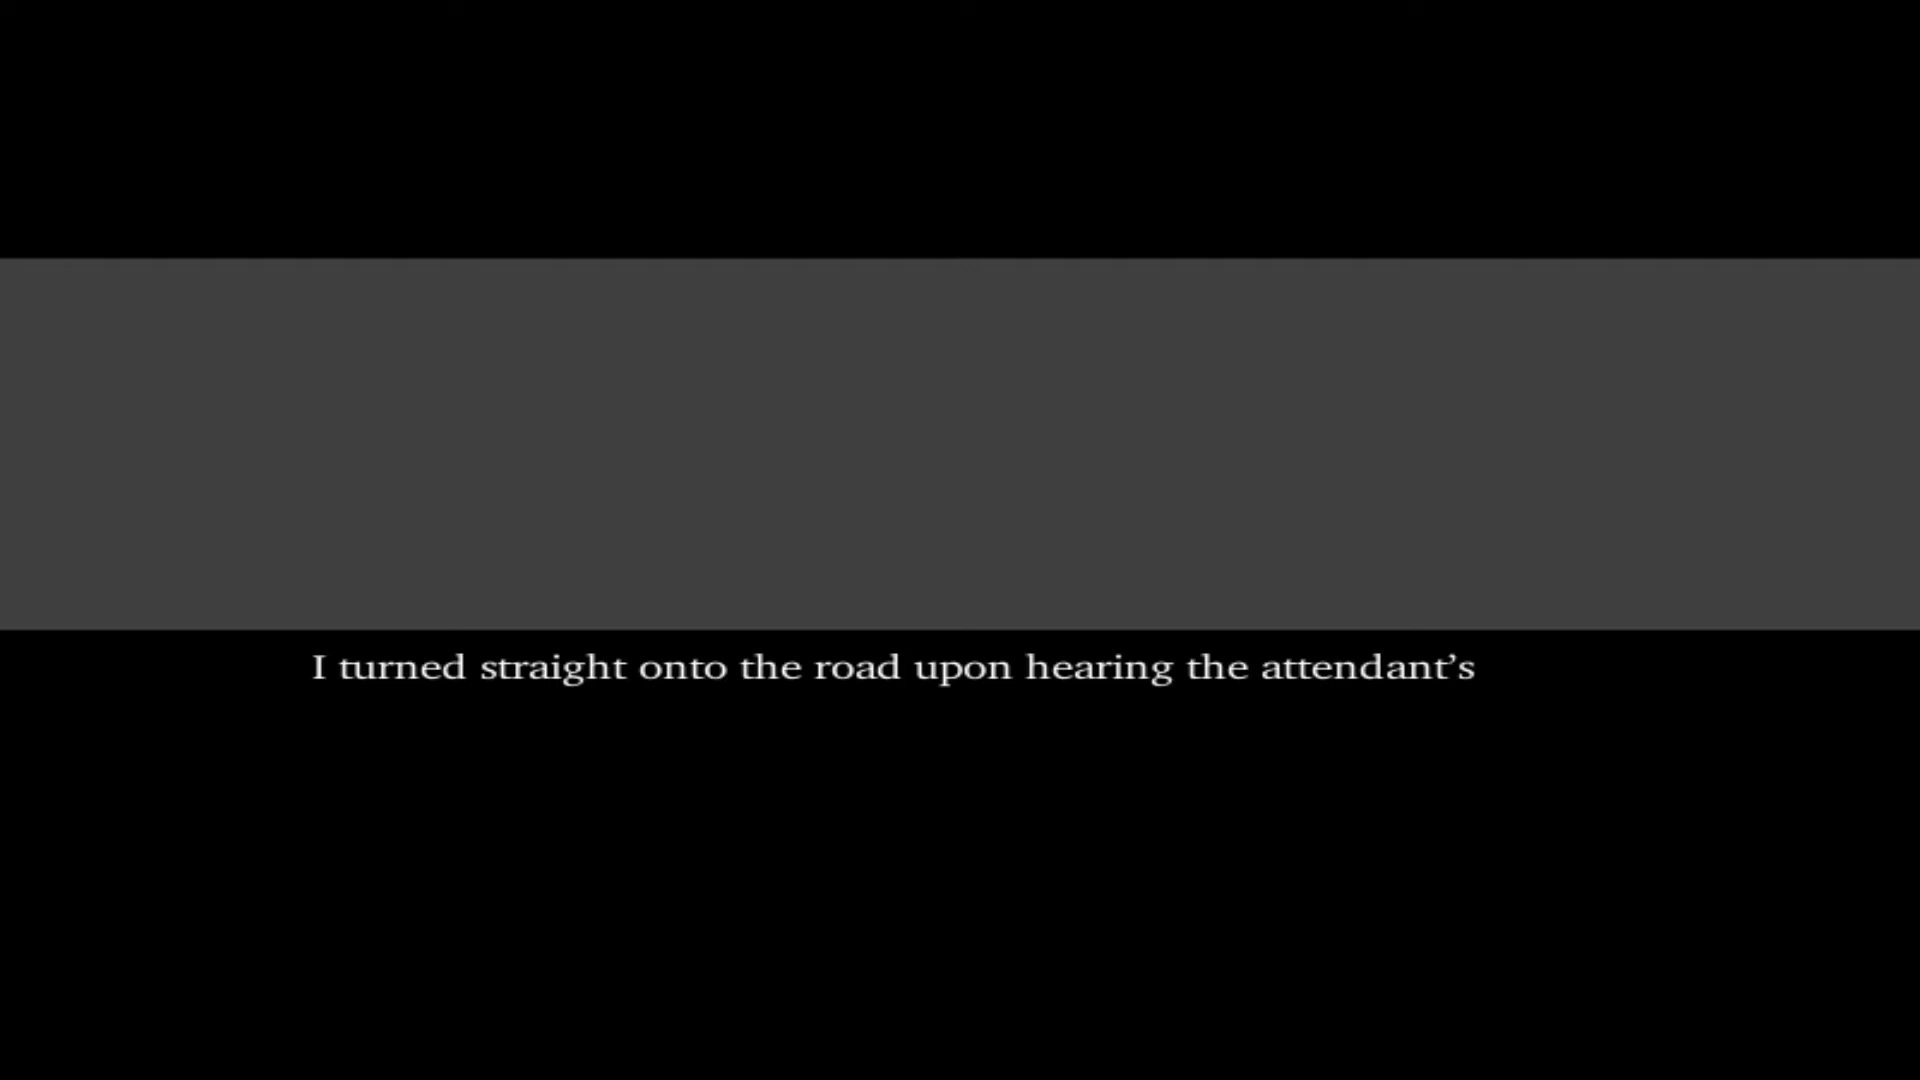 I turned straight onto the road upon hearing the attendant’s